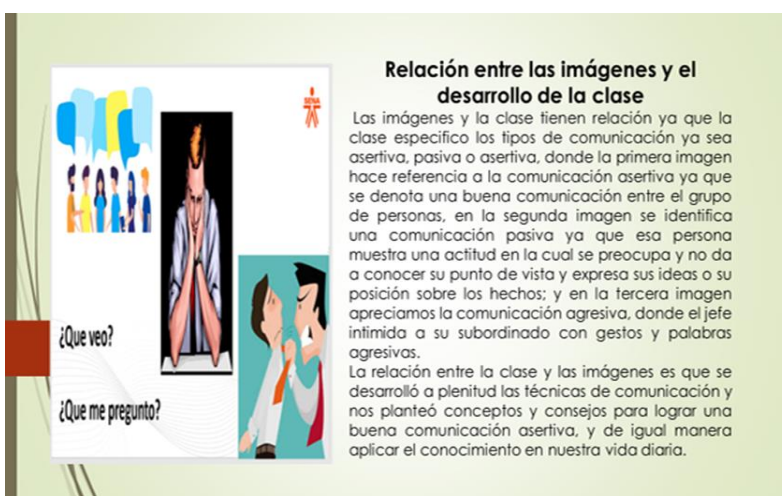 SENA
¿Que veo?
¿Que me pregunto?
Relación entre las imágenes y el
desarrollo de la clase
Las imágenes y la clase tienen relación ya que la
clase especifico los tipos de comunicación ya sea
asertiva, pasiva o asertiva, donde la primera imagen
hace referencia a la comunicación asertiva ya que
se denota una buena comunicación entre el grupo
de personas, en la segunda imagen se identifica
una comunicación pasiva ya que esa persona
muestra una actitud en la cual se preocupa y no da
a conocer su punto de vista y expresa sus ideas o su
posición sobre los hechos; y en la tercera imagen
apreciamos la comunicación agresiva, donde el jefe
intimida a su subordinado con gestos y palabras
agresivas.
La relación entre la clase y las imágenes es que se
desarrolló a plenitud las técnicas de comunicación y
nos planteó conceptos y consejos para lograr una
buena comunicación asertiva, y de igual manera
aplicar el conocimiento en nuestra vida diaria.